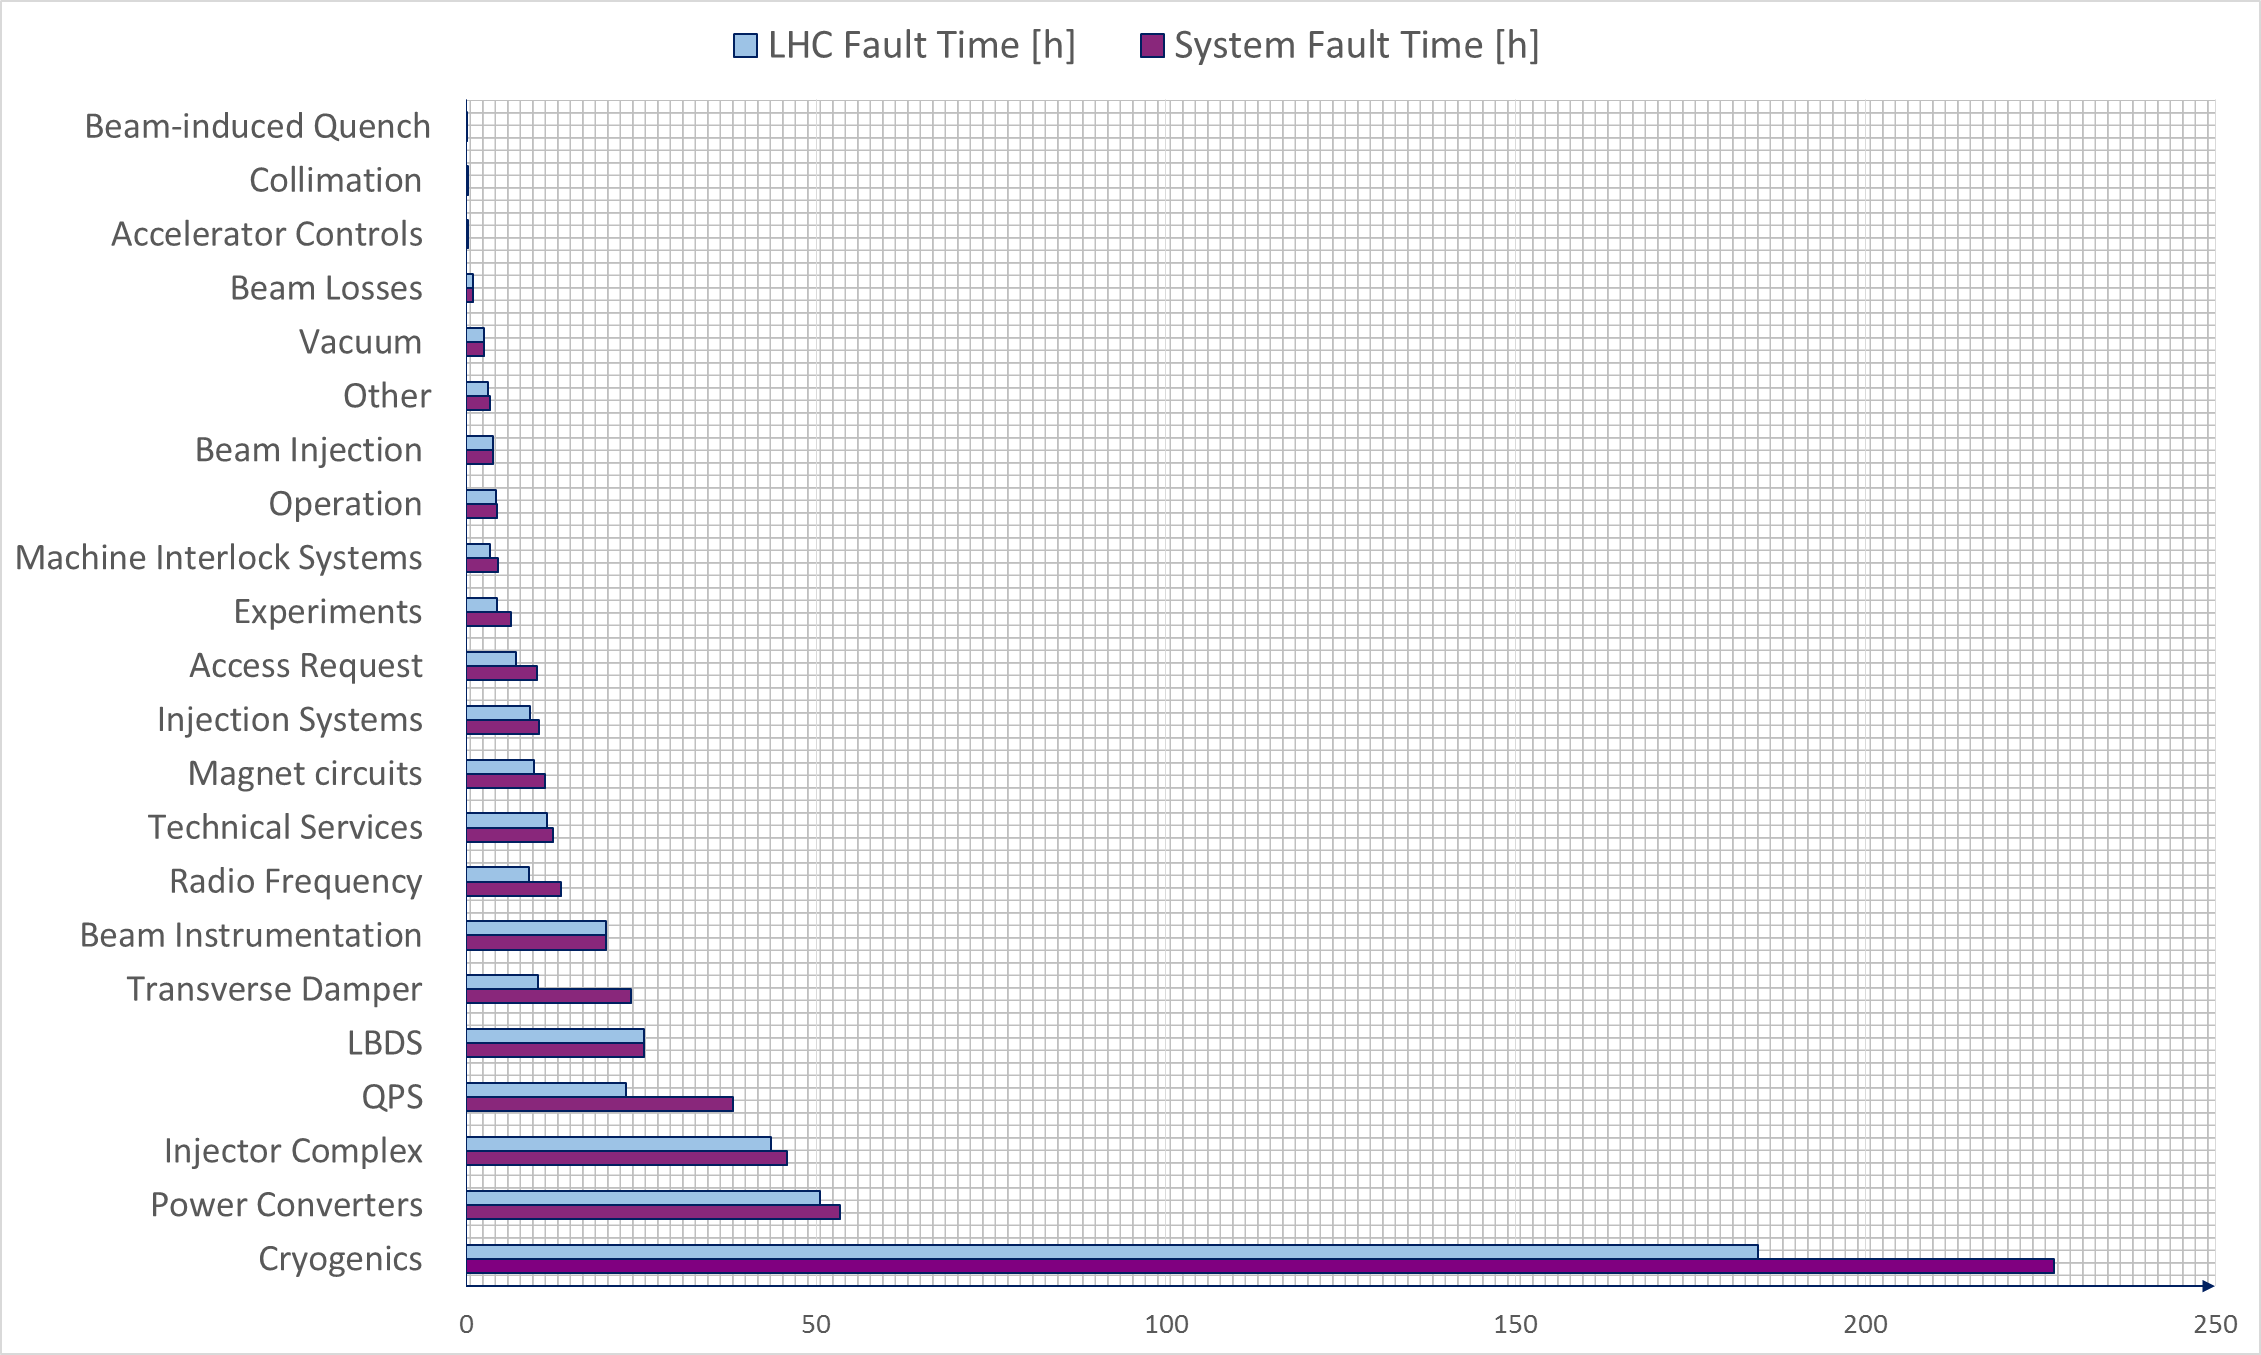 LHC Fault Time [h] System Fault Time [h]
Beam-induced Quench
Collimation
Accelerator Controls
Beam Losses
Vacuum
Other
Beam Injection
Operation
Machine Interlock Systems
Experiments
Access Request
Injection Systems
Magnet circuits
Technical Services
Radio Frequency
Beam Instrumentation
Transverse Damper
LBDS
QPS
Injector Complex
Power Converters
Cryogenics
0 50 100 150 200 250